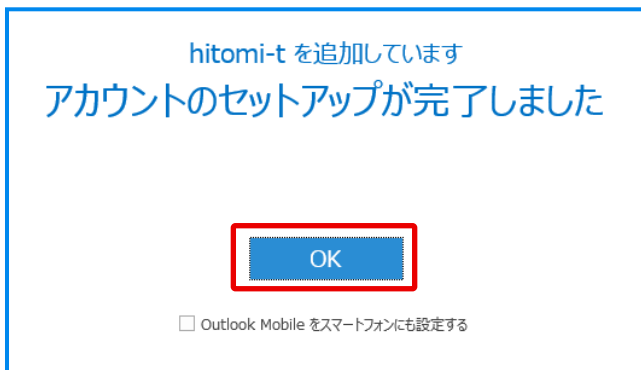 hitomi-t を追加しています
アカウントのセットアップが完了しました
OK
Outlook Mobile をスマートフォンにも設定する